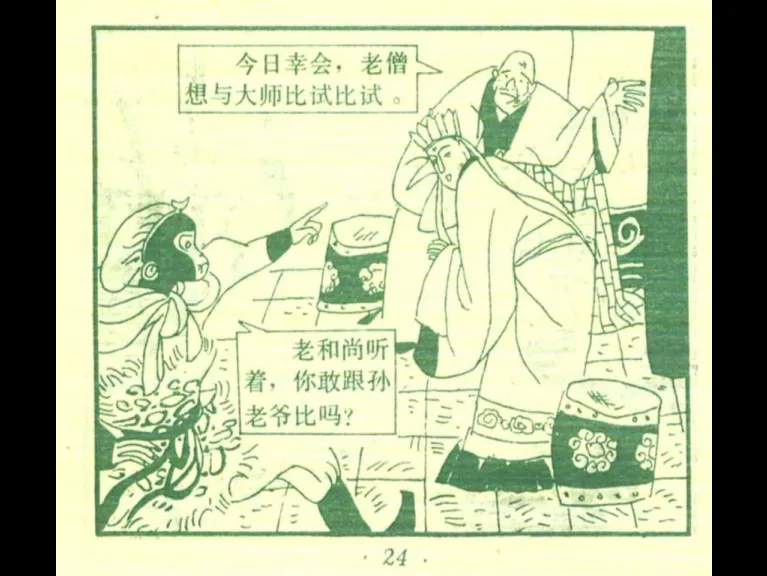 今日幸会，老僧
想与大师比试比试。
老和尚听
着，你敢跟孙
老爷比吗？
·24·